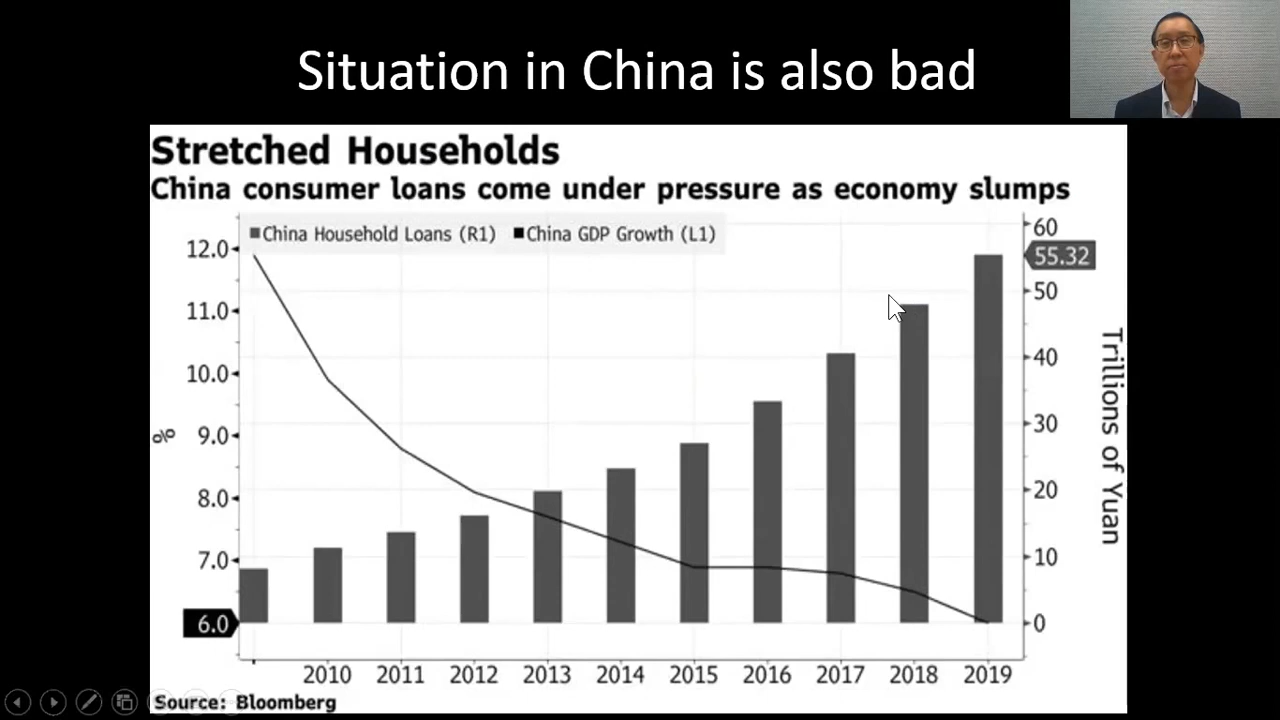 Situation in China is also bad
Stretched Households
China consumer loans come under pressure as economy slumps
China Household Loans (R1) China GDP Growth (L1)
12.0
11.0
10.0
9.0
8.0
7.0
6.0
%
60
55.32
50
40
30
20
10
0
Trillions of Yuan
2010 2011 2012 2013 2014 2015 2016 2017 2018 2019
Source: Bloomberg